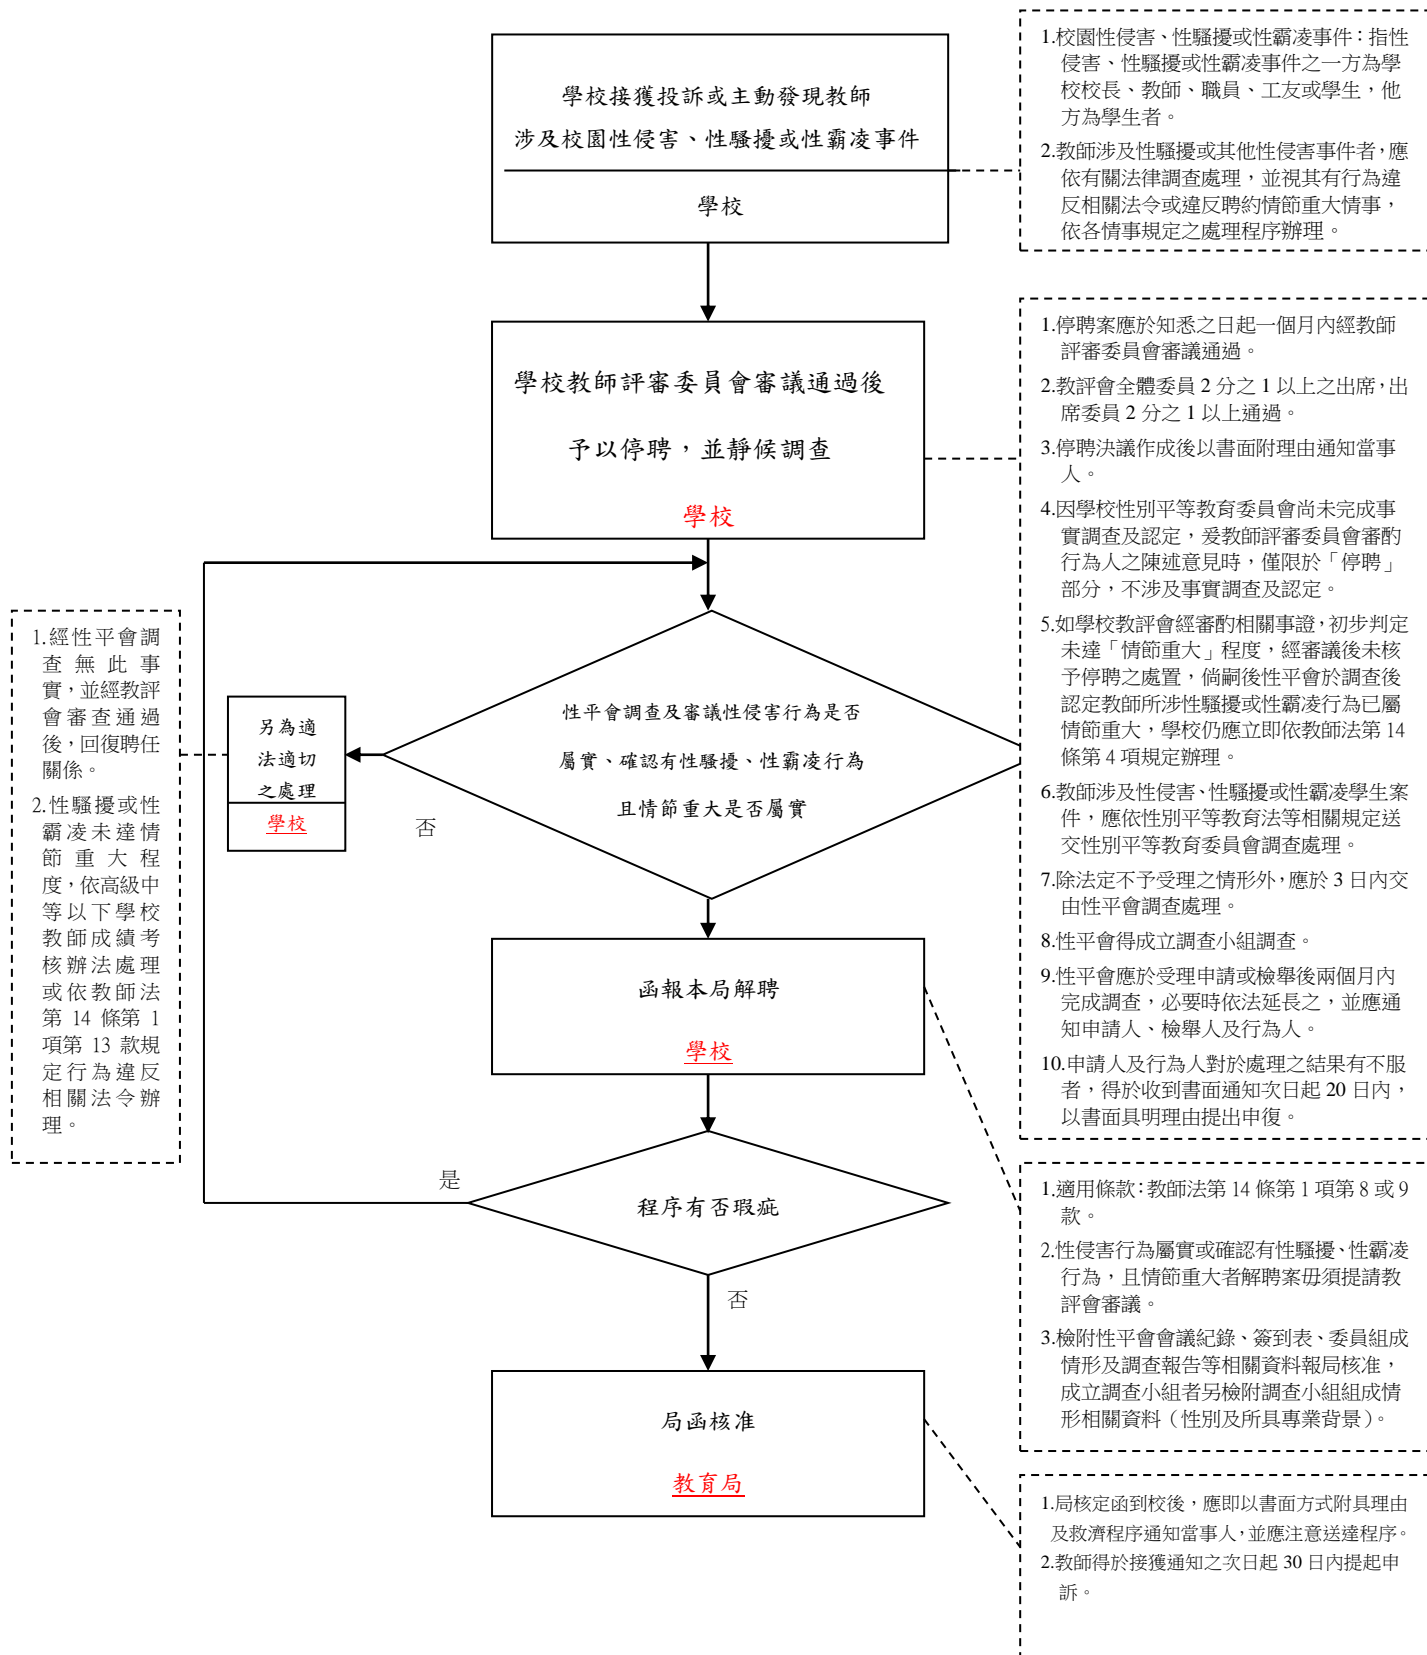 學校接獲投訴或主動發現教師
涉及校園性侵害、性騷擾或性霸凌事件
學校
1.校園性侵害、性騷擾或性霸凌事件：指性
侵害、性騷擾或性霸凌事件之一方為學
校校長、教師、職員、工友或學生，他
方為學生者。
2.教師涉及性騷擾或其他性侵害事件者，應
依有關法律調查處理，並視其有行為違
反相關法令或違反聘約情節重大情事，
依各情事規定之處理程序辦理。
學校教師評審委員會審議通過後
予以停聘，並靜候調查
學校
1.停聘案應於知悉之日起一個月內經教師
評審委員會審議通過。
2.教評會全體委員 2 分之 1 以上之出席，出
席委員 2 分之 1 以上通過。
3.停聘決議作成後以書面附理由通知當事
人。
4.因學校性別平等教育委員會尚未完成事
實調查及認定，爰教師評審委員會審酌
行為人之陳述意見時，僅限於「停聘」
部分，不涉及事實調查及認定。
5.如學校教評會經審酌相關事證，初步判定
未達「情節重大」程度，經審議後未核
予停聘之處置，倘嗣後性平會於調查後
認定教師所涉性騷擾或性霸凌行為已屬
情節重大，學校仍應立即依教師法第 14
條第 4 項規定辦理。
6.教師涉及性侵害、性騷擾或性霸凌學生案
件，應依性別平等教育法等相關規定送
交性別平等教育委員會調查處理。
7.除法定不予受理之情形外，應於 3 日內交
由性平會調查處理。
8.性平會得成立調查小組調查。
9.性平會應於受理申請或檢舉後兩個月內
完成調查，必要時依法延長之，並應通
知申請人、檢舉人及行為人。
10.申請人及行為人對於處理之結果有不服
者，得於收到書面通知次日起 20 日內，
以書面具明理由提出申復。
性平會調查及審議性侵害行為是否
屬實、確認有性騷擾、性霸凌行為
且情節重大是否屬實
否
另為適
法適切
之處理
學校
1.經性平會調
查無此事
實，並經教評
會審查通過
後，回復聘任
關係。
2.性騷擾或性
霸凌未達情
節重大程
度，依高級中
等以下學校
教師成績考
核辦法處理
或依教師法
第 14 條第 1
項第 13 款規
定行為違反
相關法令辦
理。
函報本局解聘
學校
1.適用條款：教師法第 14 條第 1 項第 8 或 9
款。
2.性侵害行為屬實或確認有性騷擾、性霸凌
行為，且情節重大者解聘案毋須提請教
評會審議。
3.檢附性平會會議紀錄、簽到表、委員組成
情形及調查報告等相關資料報局核准，
成立調查小組者另檢附調查小組組成情
形相關資料（性別及所具專業背景）。
程序有否瑕疵
是
否
局函核准
教育局
1.局核定函到校後，應即以書面方式附具理由
及救濟程序通知當事人，並應注意送達程序。
2.教師得於接獲通知之次日起 30 日內提起申
訴。